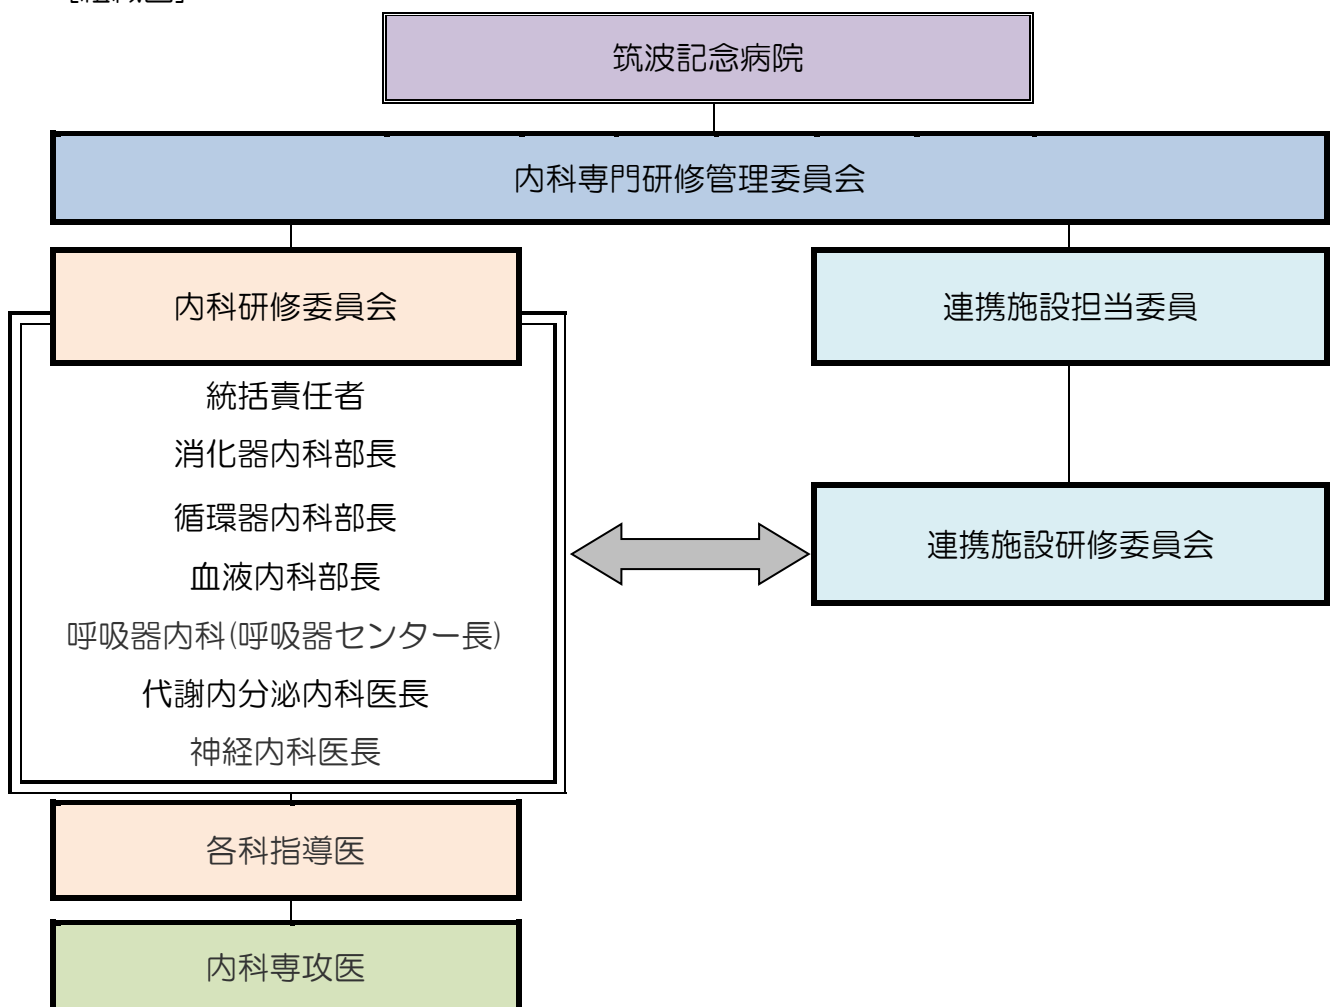 筑波記念病院
内科専門研修管理委員会
内科研修委員会
統括責任者
消化器内科部長
循環器内科部長
血液内科部長
呼吸器内科(呼吸器センター長)
代謝内分泌内科医長
神経内科医長
各科指導医
内科専攻医
連携施設担当委員
連携施設研修委員会